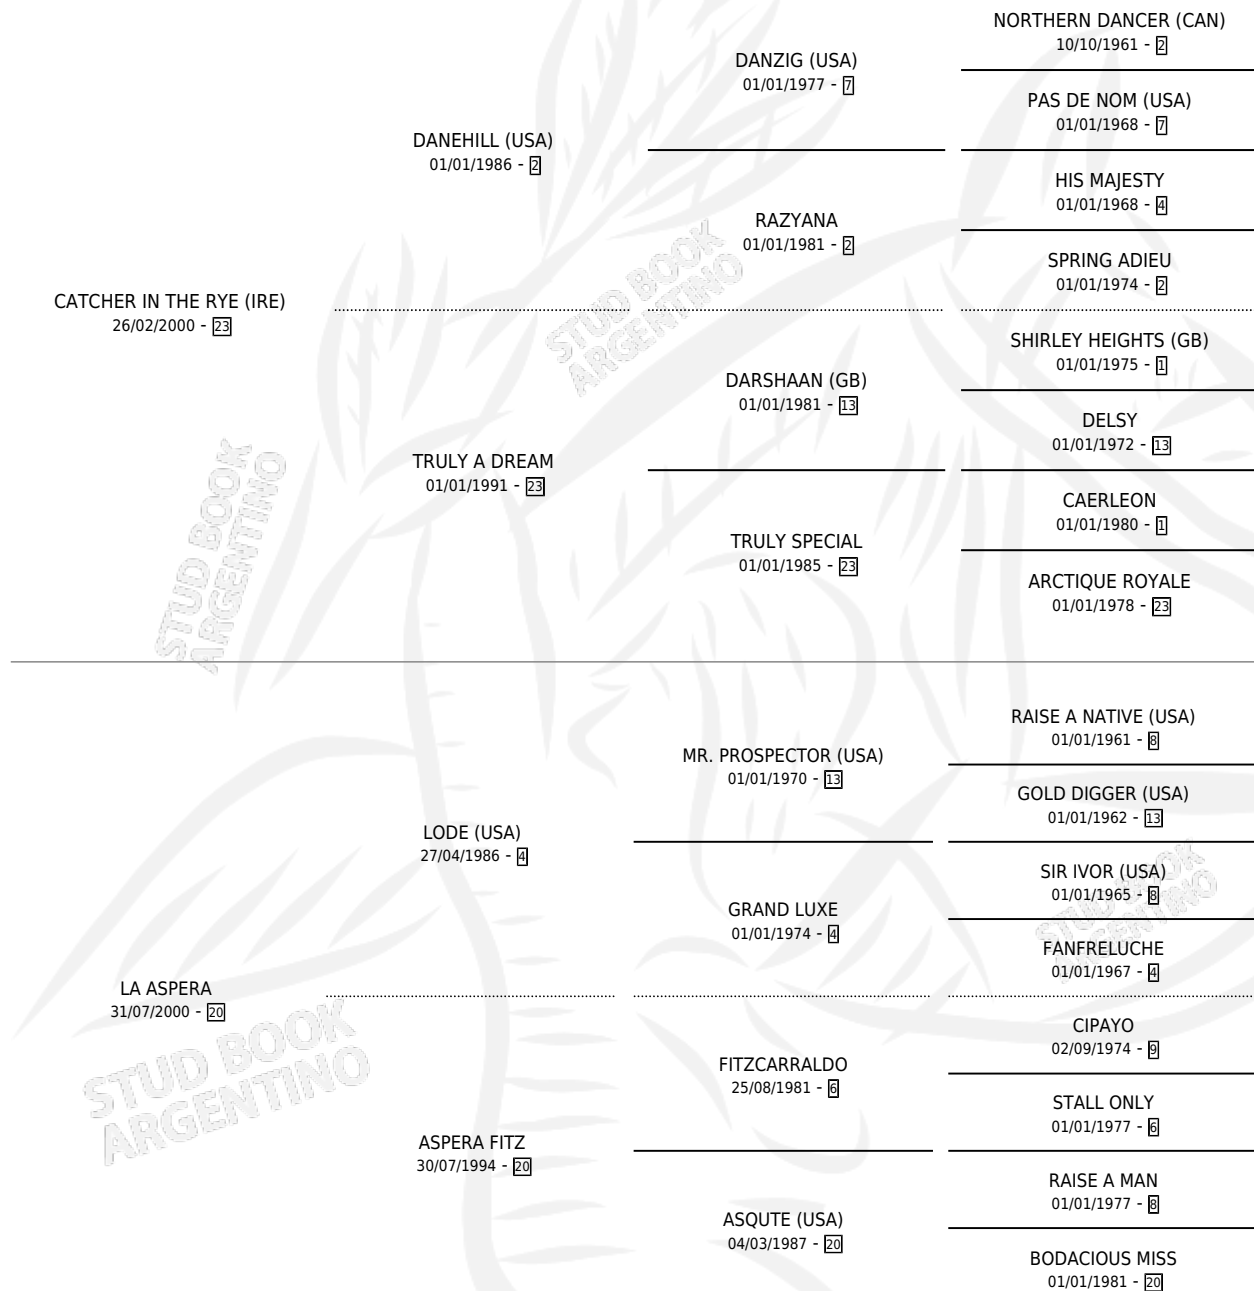 NORTHERN DANCER (CAN)
10/10/1961 - 2
DANZIG (USA)
01/01/1977 - 7
PAS DE NOM (USA)
01/01/1968 - 7
DANEHILL (USA)
01/01/1986 - 2
HIS MAJESTY
01/01/1968 - 4
RAZYANA
01/01/1981 - 2
SPRING ADIEU
01/01/1974 - 2
CATCHER IN THE RYE (IRE)
26/02/2000 - 23
SHIRLEY HEIGHTS (GB)
01/01/1975 - 1
DARSHAAN (GB)
01/01/1981 - 13
DELSY
01/01/1972 - 13
TRULY A DREAM
01/01/1991 - 23
CAERLEON
01/01/1980 - 1
TRULY SPECIAL
01/01/1985 - 23
ARCTIQUE ROYALE
01/01/1978 - 23
RAISE A NATIVE (USA)
01/01/1961 - 8
MR. PROSPECTOR (USA)
01/01/1970 - 13
GOLD DIGGER (USA)
01/01/1962 - 13
LODE (USA)
27/04/1986 - 4
SIR IVOR (USA)
01/01/1965 - 8
GRAND LUXE
01/01/1974 - 4
FANFRELUCHE
01/01/1967 - 4
LA ASPERA
31/07/2000 - 20
CIPAYO
02/09/1974 - 9
FITZCARRALDO
25/08/1981 - 6
STALL ONLY
01/01/1977 - 6
ASPERA FITZ
30/07/1994 - 20
RAISE A MAN
01/01/1977 - 8
ASQUTE (USA)
04/03/1987 - 20
BODACIOUS MISS
01/01/1981 - 20
STUD BOOK
ARGENTINO
STUD BOOK
ARGENTINO
STUD BOOK
ARGENTINO
STUD BOOK
ARGENTINO